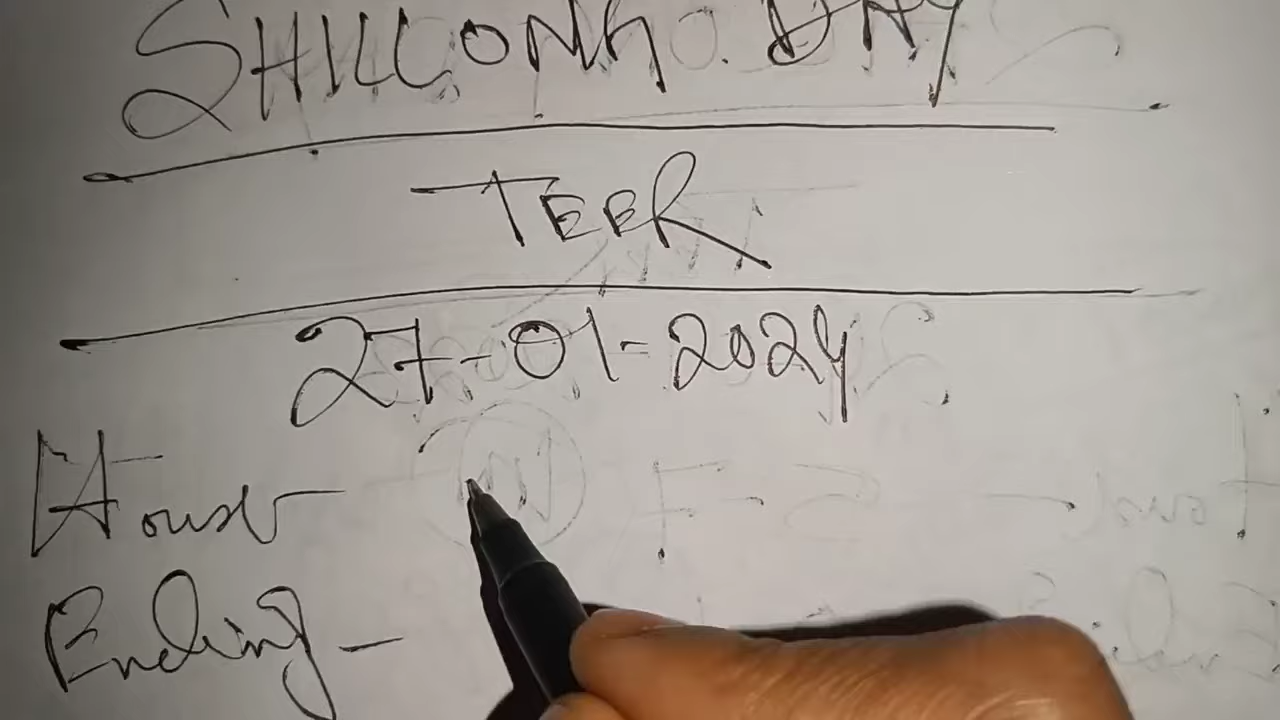 SHILLONG DAY
TEER
27-01-2024
House -
Ending -